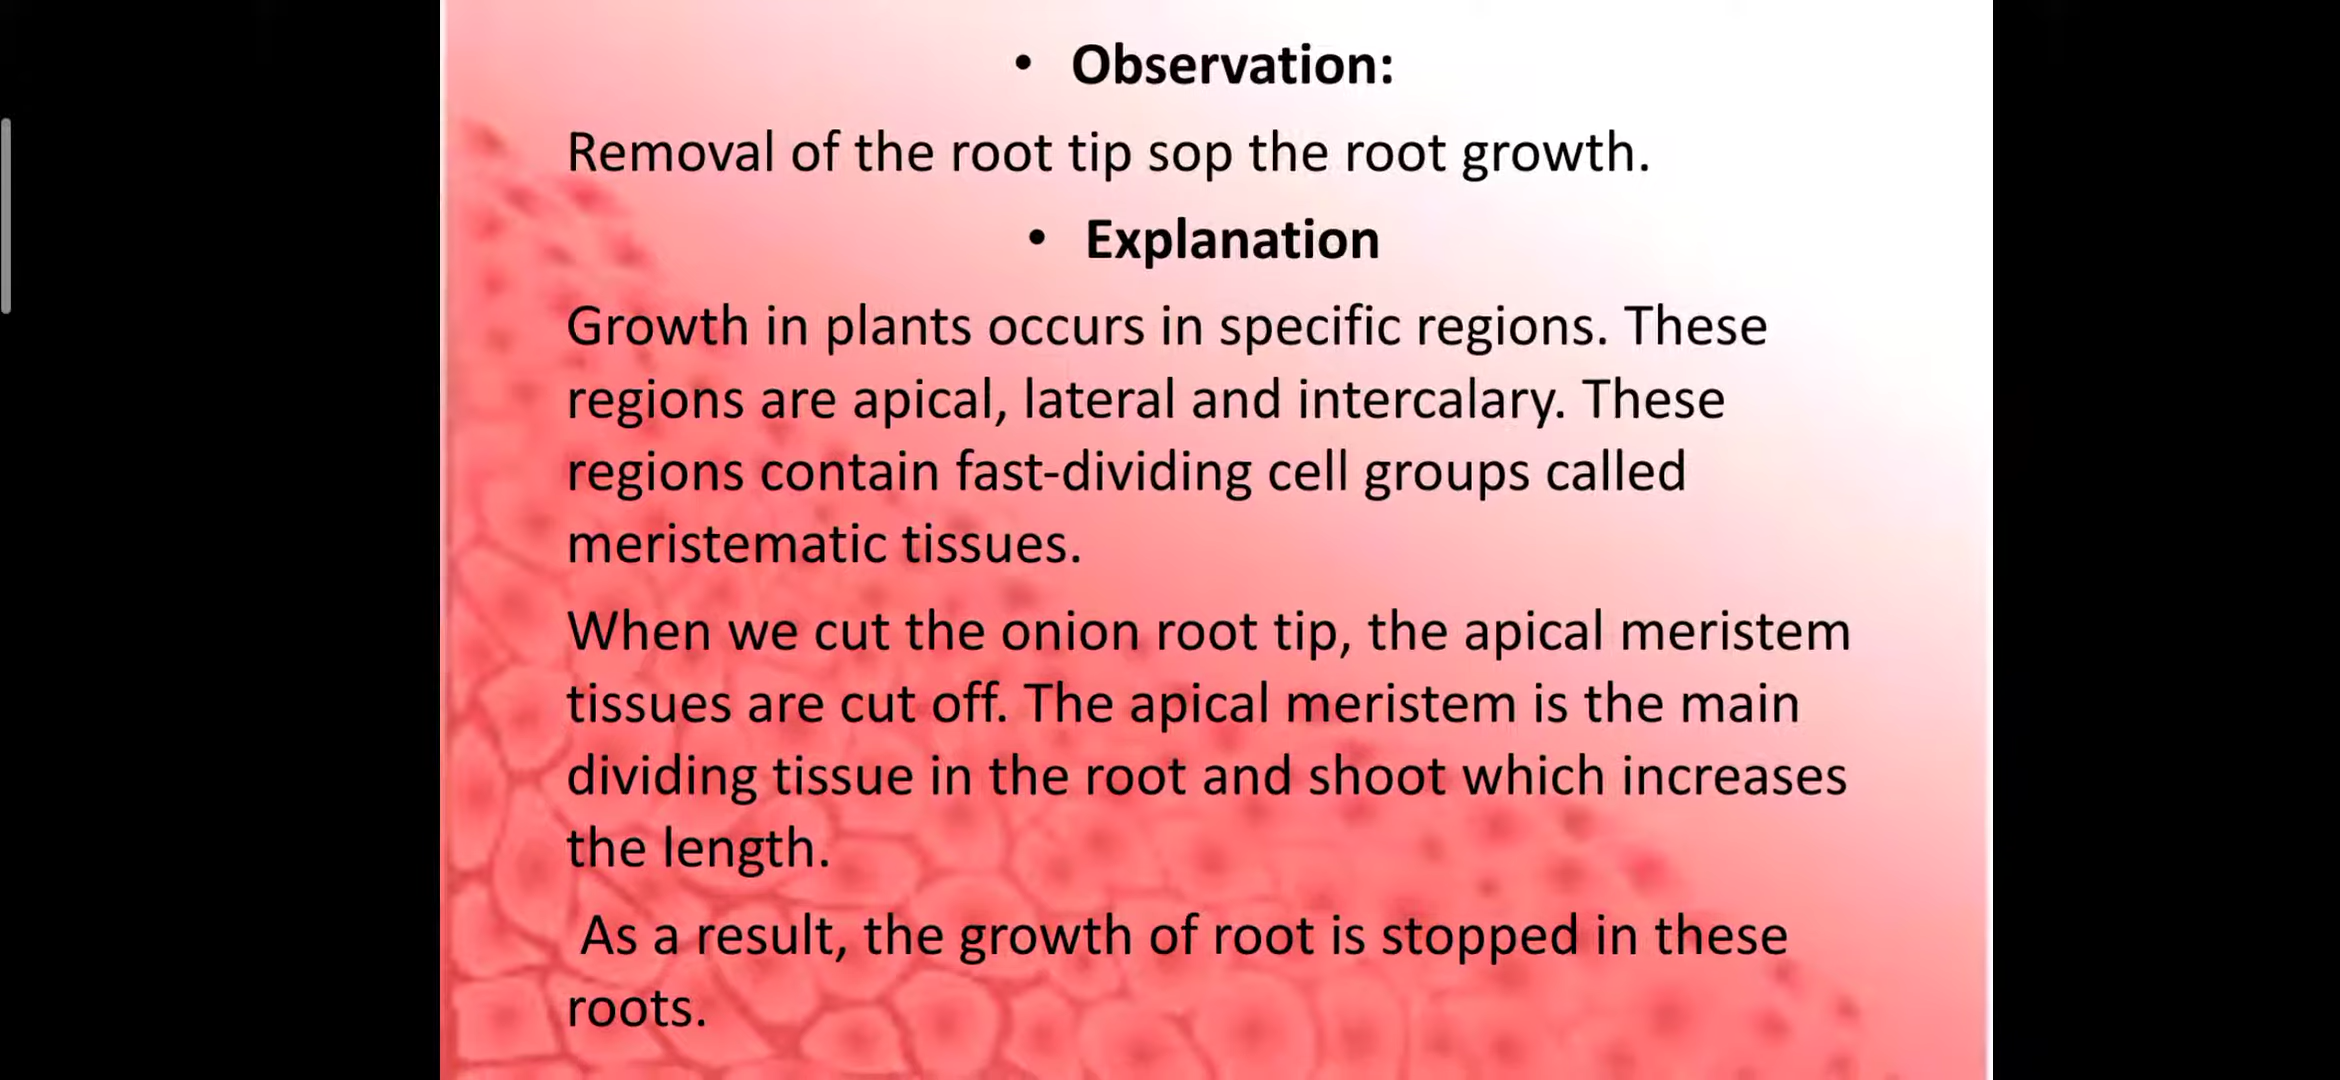 • Observation:
Removal of the root tip sop the root growth.
• Explanation
Growth in plants occurs in specific regions. These
regions are apical, lateral and intercalary. These
regions contain fast-dividing cell groups called
meristematic tissues.
When we cut the onion root tip, the apical meristem
tissues are cut off. The apical meristem is the main
dividing tissue in the root and shoot which increases
the length.
As a result, the growth of root is stopped in these
roots.